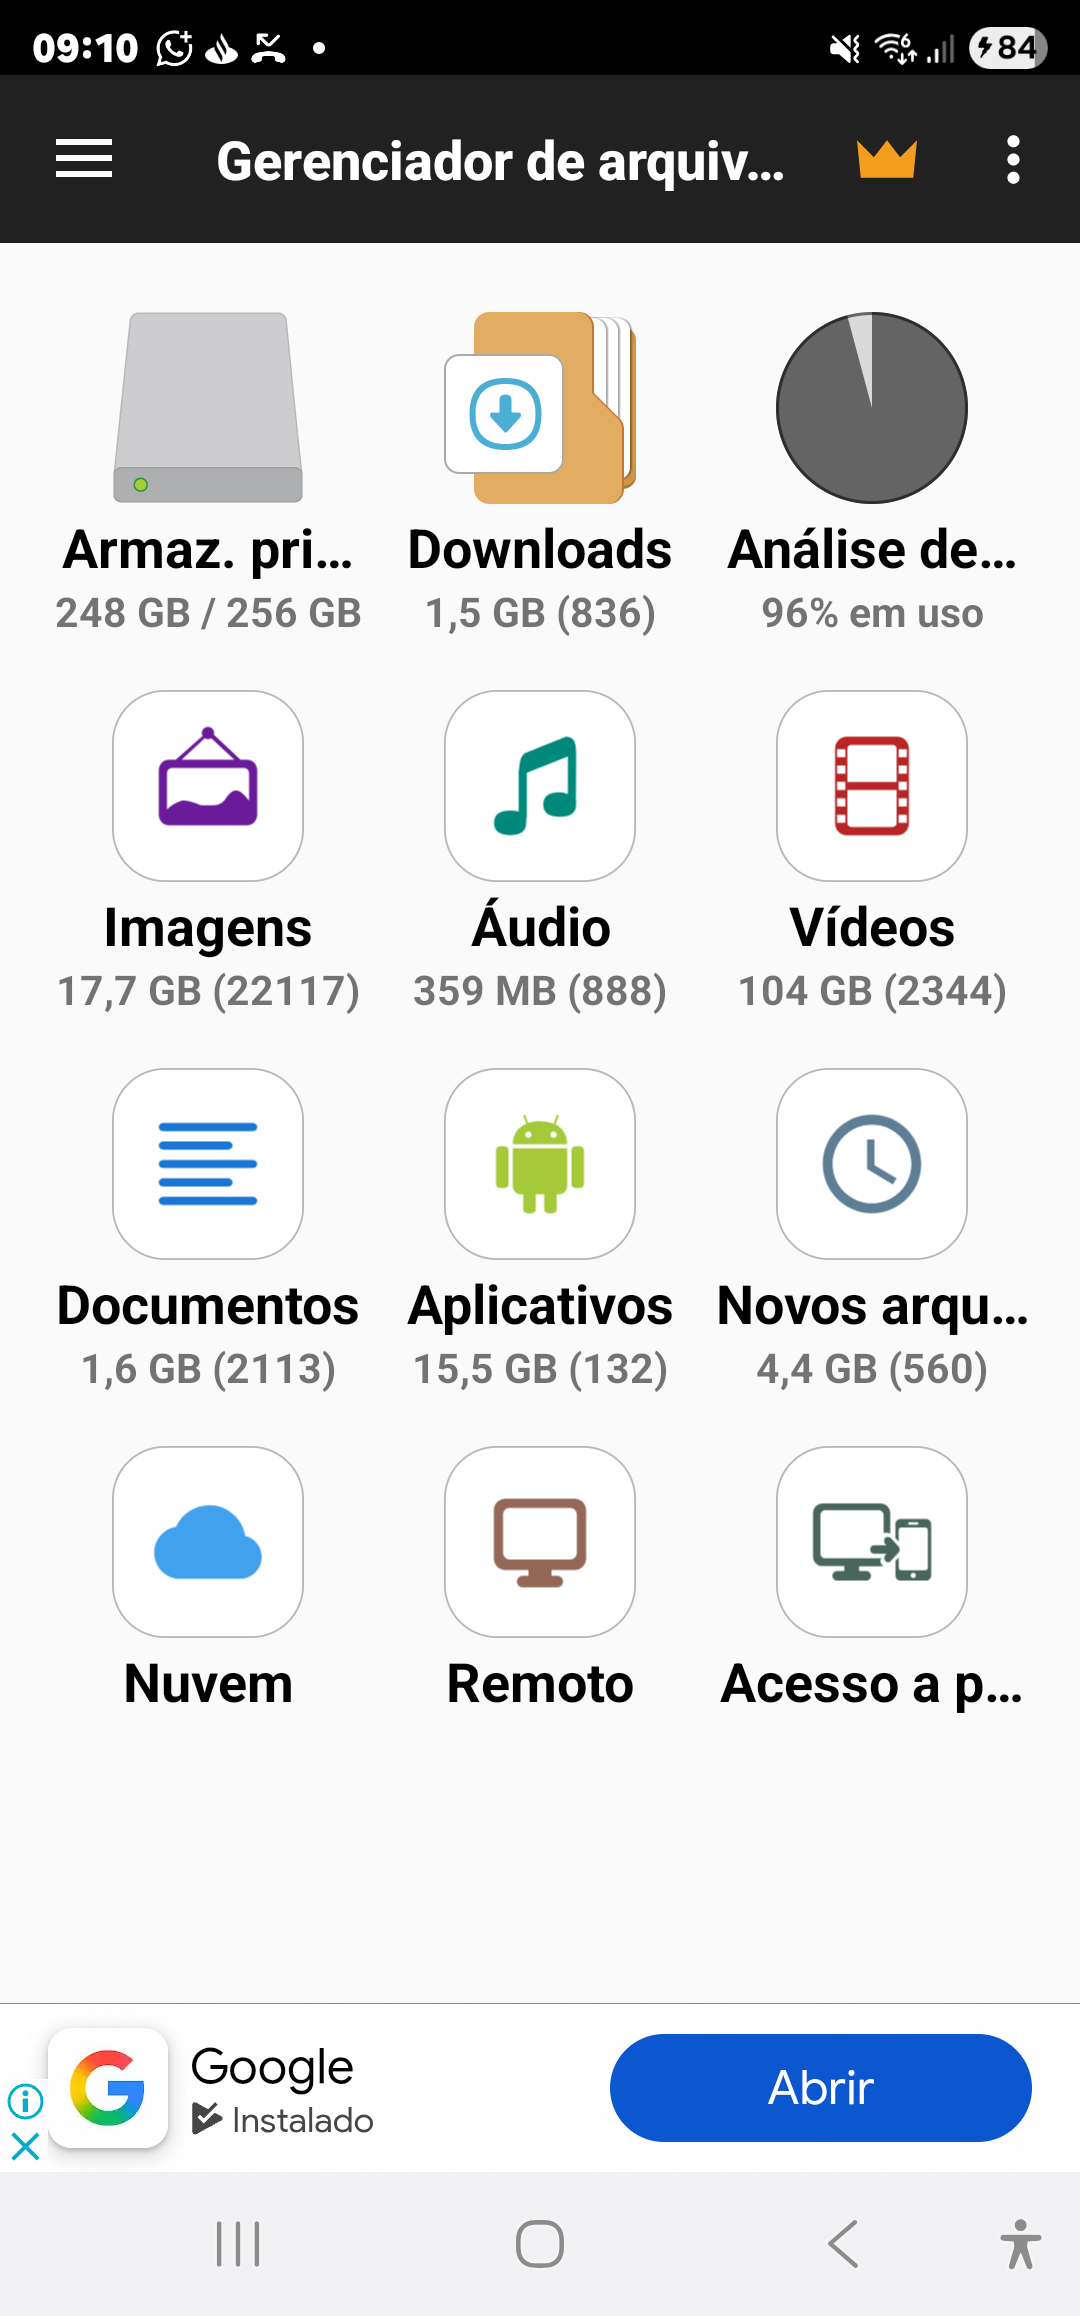 09:10
84
Gerenciador de arquiv...
Armaz. pri...
248 GB / 256 GB
Downloads
1,5 GB (836)
Análise de...
96% em uso
Imagens
17,7 GB (22117)
Áudio
359 MB (888)
Vídeos
104 GB (2344)
Documentos
1,6 GB (2113)
Aplicativos
15,5 GB (132)
Novos arqu...
4,4 GB (560)
Nuvem
Remoto
Acesso a p...
Google
Instalado
Abrir